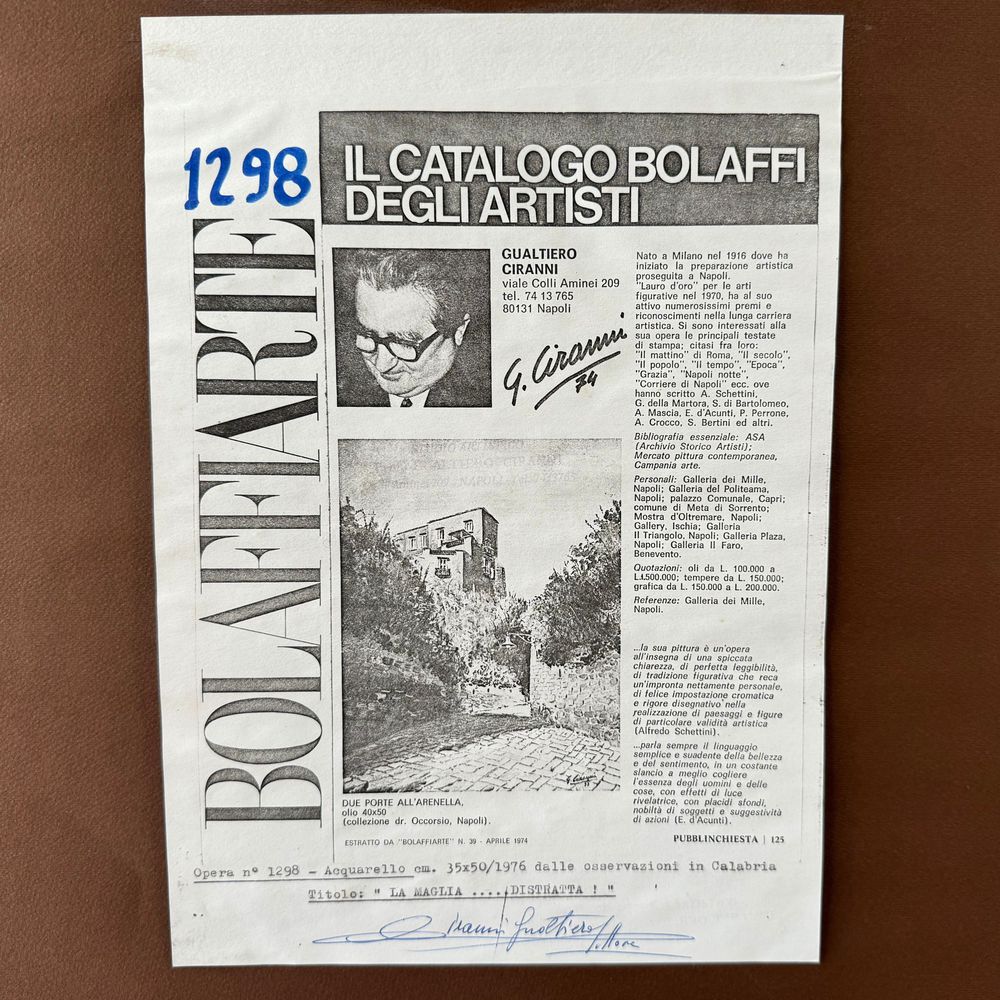 1298
BOLAFFIARTE
IL CATALOGO BOLAFFI
DEGLI ARTISTI
GUALTIERO
CIRANNI
viale Colli Aminei 209
tel. 74 13 765
80131 Napoli
G. Ciranni
74
Nato a Milano nel 1916 dove ha
iniziato la preparazione artistica
proseguita a Napoli.
"Lauro d'oro" per le arti
figurative nel 1970, ha al suo
attivo numerosissimi premi e
riconoscimenti nella lunga carriera
artistica. Si sono interessati alla
sua opera le principali testate
di stampa; citasi fra loro:
"Il mattino" di Roma, "Il secolo",
"Il popolo", "Il tempo", "Epoca",
"Grazia", "Napoli notte",
"Corriere di Napoli" ecc. ove
hanno scritto A. Schettini,
G. della Martora, S. di Bartolomeo,
A. Mascia, E. d'Acunti, P. Perrone,
A. Crocco, S. Bertini ed altri.
Bibliografia essenziale: ASA
(Archivio Storico Artisti);
Mercato pittura contemporanea,
Campania arte.
Personali: Galleria dei Mille,
Napoli; Galleria del Politeama,
Napoli; palazzo Comunale, Capri;
comune di Meta di Sorrento;
Mostra d'Oltremare, Napoli;
Gallery, Ischia; Galleria
Il Triangolo, Napoli; Galleria Plaza,
Napoli; Galleria Il Faro,
Benevento.
Quotazioni: oli da L. 100.000 a
L.1.500.000; tempere da L. 150.000;
grafica da L. 150.000 a L. 200.000.
Referenze: Galleria dei Mille,
Napoli.
...la sua pittura è un'opera
all'insegna di una spiccata
chiarezza, di perfetta leggibilità,
di tradizione figurativa che reca
un'impronta nettamente personale,
di felice impostazione cromatica
e rigore disegnativo nella
realizzazione di paesaggi e figure
di particolare validità artistica
(Alfredo Schettini).
...parla sempre il linguaggio
semplice e suadente della bellezza
e del sentimento, in un costante
slancio a meglio cogliere
l'essenza degli uomini e delle
cose, con effetti di luce
rivelatrice, con placidi sfondi,
nobiltà di soggetti e suggestività
di azioni (E. d'Acunti).
DUE PORTE ALL'ARENELLA,
olio 40x50
(collezione dr. Occorsio, Napoli).
ESTRATTO DA "BOLAFFIARTE" N. 39 - APRILE 1974
PUBBLINCHIESTA | 125
Opera n° 1298 - Acquarello cm. 35x50/1976 dalle osservazioni in Calabria
Titolo: " LA MAGLIA ....DISTRATTA ! "
Ciranni Gualtiero Pittore